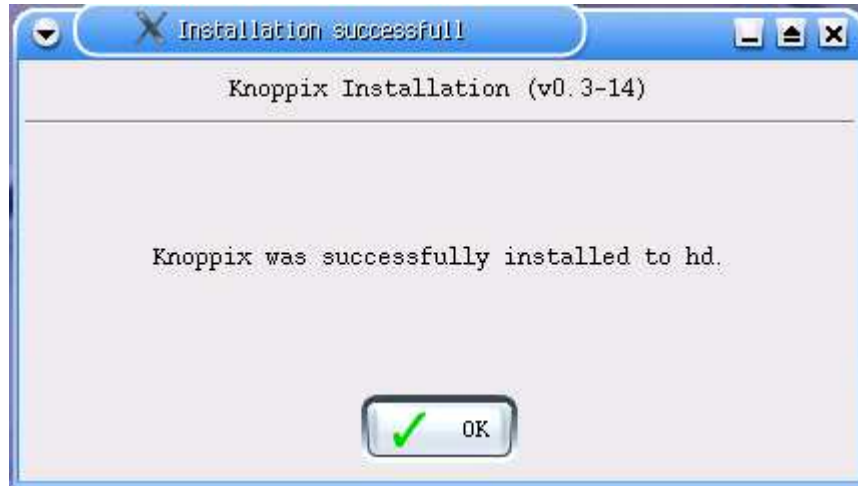 Installation successfull
Knoppix Installation (v0.3-14)
Knoppix was successfully installed to hd.
OK